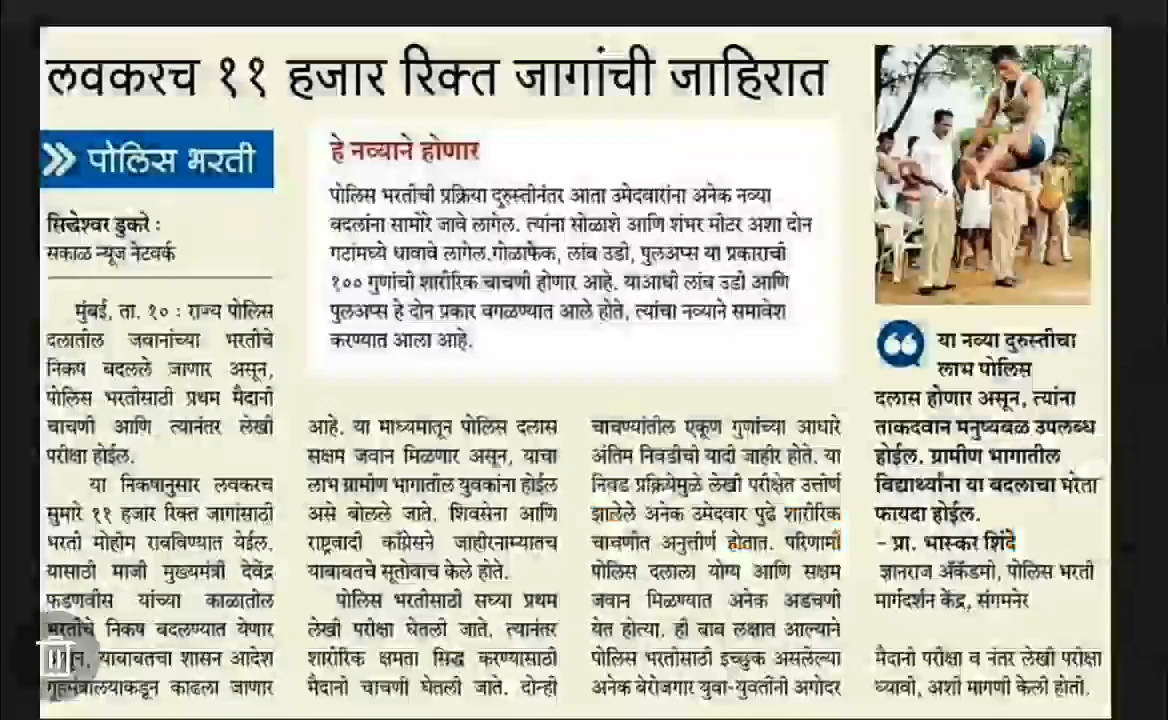 लवकरच ११ हजार रिक्त जागांची जाहिरात
पोलिस भरती
सिद्धेश्वर डुकरे :
सकाळ न्यूज नेटवर्क
मुंबई, ता. १० : राज्य पोलिस
दलातील जवानांच्या भरतीचे
निकष बदलले जाणार असून,
पोलिस भरतीसाठी प्रथम मैदानी
चाचणी आणि त्यानंतर लेखी
परीक्षा होईल.
या निकषानुसार लवकरच
सुमारे ११ हजार रिक्त जागांसाठी
भरती मोहीम राबविण्यात येईल.
यासाठी माजी मुख्यमंत्री देवेंद्र
फडणवीस यांच्या काळातील
भरतीचे निकष बदलण्यात येणार
याबाबतचा शासन आदेश
गृहमंत्रालयाकडून काढला जाणार
हे नव्याने होणार
पोलिस भरतीची प्रक्रिया दुरुस्तीनंतर आता उमेदवारांना अनेक नव्या
बदलांना सामोरे जावे लागेल. त्यांना सोळाशे आणि शंभर मीटर अशा दोन
गटांमध्ये धावावे लागेल.गोळाफेक, लांब उडी, पुलअप्स या प्रकाराची
१०० गुणांची शारीरिक चाचणी होणार आहे. याआधी लांब उडी आणि
पुलअप्स हे दोन प्रकार वगळण्यात आले होते, त्यांचा नव्याने समावेश
करण्यात आला आहे.
आहे. या माध्यमातून पोलिस दलास
सक्षम जवान मिळणार असून, याचा
लाभ ग्रामीण भागातील युवकांना होईल
असे बोलले जाते. शिवसेना आणि
राष्ट्रवादी काँग्रेसने जाहीरनाम्यातच
याबाबतचे सूतोवाच केले होते.
पोलिस भरतीसाठी सध्या प्रथम
लेखी परीक्षा घेतली जाते. त्यानंतर
शारीरिक क्षमता सिद्ध करण्यासाठी
मैदानी चाचणी घेतली जाते. दोन्ही
चाचण्यांतील एकूण गुणांच्या आधारे
अंतिम निवडीची यादी जाहीर होते. या
निवड प्रक्रियेमुळे लेखी परीक्षेत उत्तीर्ण
झालेले अनेक उमेदवार पुढे शारीरिक
चाचणीत अनुत्तीर्ण होतात. परिणामी
पोलिस दलाला योग्य आणि सक्षम
जवान मिळण्यात अनेक अडचणी
येत होत्या. ही बाब लक्षात आल्याने
पोलिस भरतीसाठी इच्छुक असलेल्या
अनेक बेरोजगार युवा-युवतींनी अगोदर
या नव्या दुरुस्तीचा
लाभ पोलिस
दलास होणार असून, त्यांना
ताकदवान मनुष्यबळ उपलब्ध
होईल. ग्रामीण भागातील
विद्यार्थ्यांना या बदलाचा भरता
फायदा होईल.
- प्रा. भास्कर शिंदे
ज्ञानराज ॲकॅडमी, पोलिस भरती
मार्गदर्शन केंद्र, संगमनेर
मैदानी परीक्षा व नंतर लेखी परीक्षा
घ्यावी, अशी मागणी केली होती.